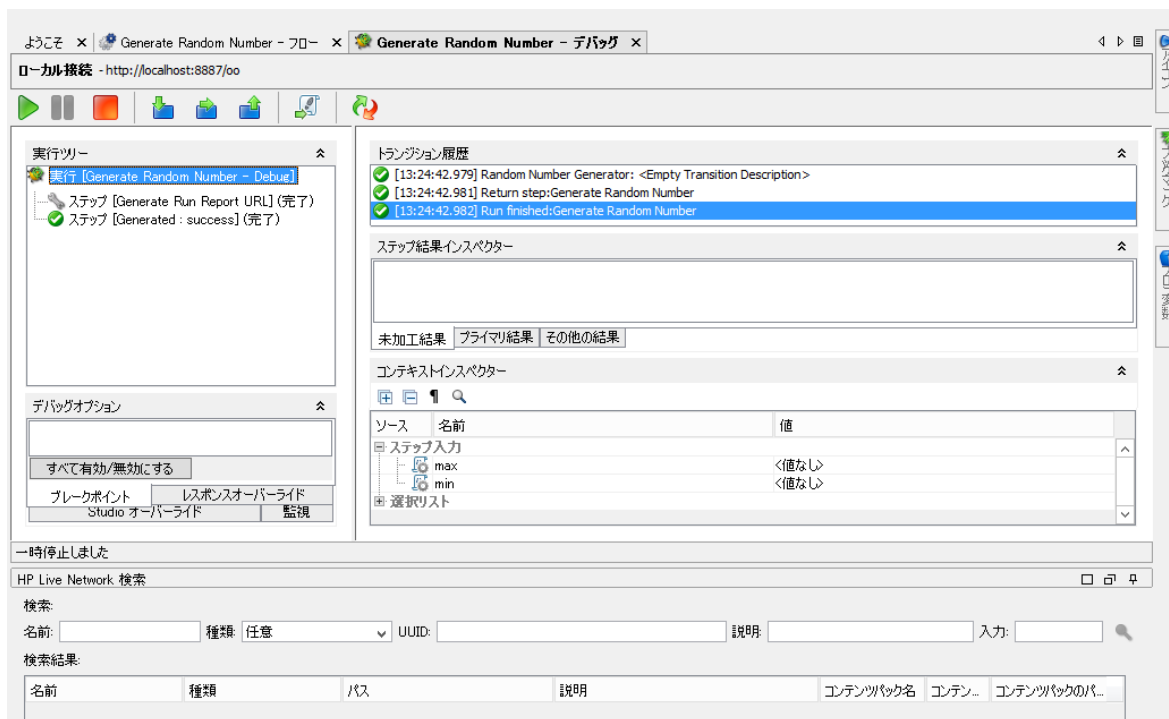 ようこそ Generate Random Number - フロー Generate Random Number - デバッグ
ローカル接続 - http://localhost:8887/oo
実行ツリー
実行 [Generate Random Number - Debug]
ステップ [Generate Run Report URL] (完了)
ステップ [Generated : success] (完了)
デバッグオプション
すべて有効/無効にする
ブレークポイント レスポンスオーバーライド
Studio オーバーライド 監視
トランジション履歴
[13:24:42.979] Random Number Generator: <Empty Transition Description>
[13:24:42.981] Return step:Generate Random Number
[13:24:42.982] Run finished:Generate Random Number
ステップ結果インスペクター
未加工結果 プライマリ結果 その他の結果
コンテキストインスペクター
ソース 名前 値
ステップ入力
max <値なし>
min <値なし>
選択リスト
一時停止しました
HP Live Network 検索
検索:
名前: 種類: 任意 UUID: 説明: 入力:
検索結果:
名前 種類 パス 説明 コンテンツパック名 コンテン... コンテンツパックのパ...